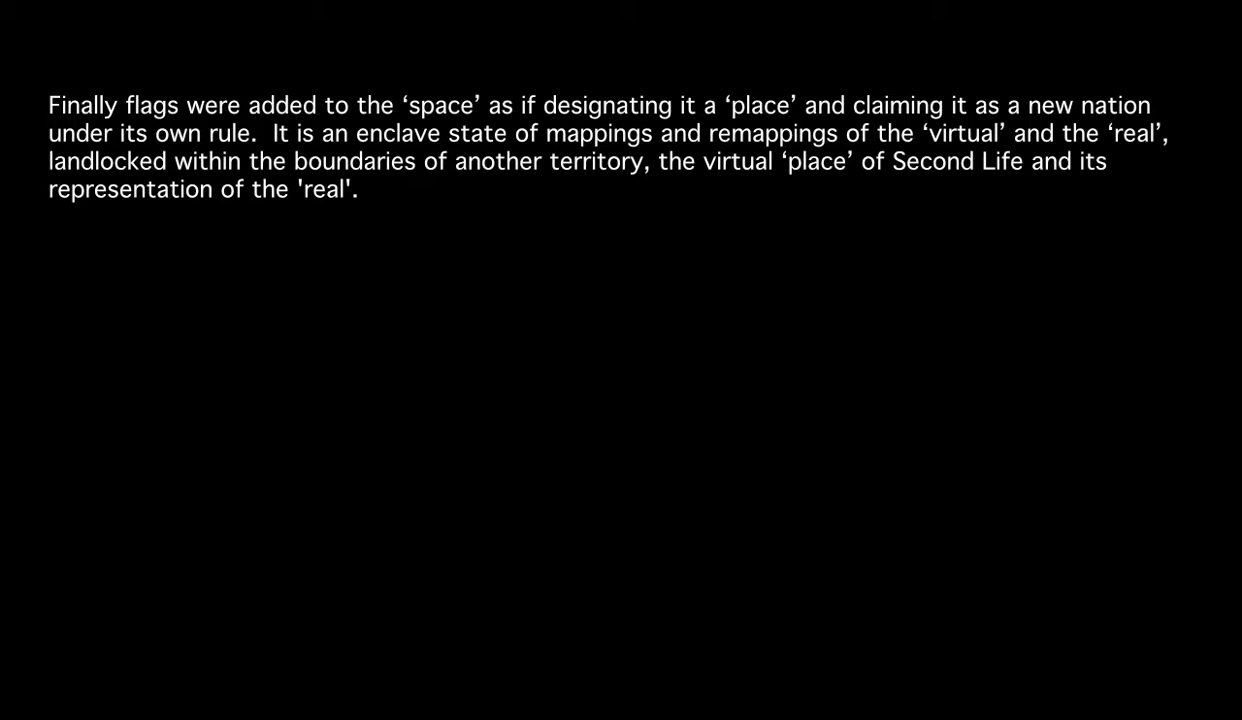 Finally flags were added to the ‘space’ as if designating it a ‘place’ and claiming it as a new nation
under its own rule.  It is an enclave state of mappings and remappings of the ‘virtual’ and the ‘real’,
landlocked within the boundaries of another territory, the virtual ‘place’ of Second Life and its
representation of the 'real'.